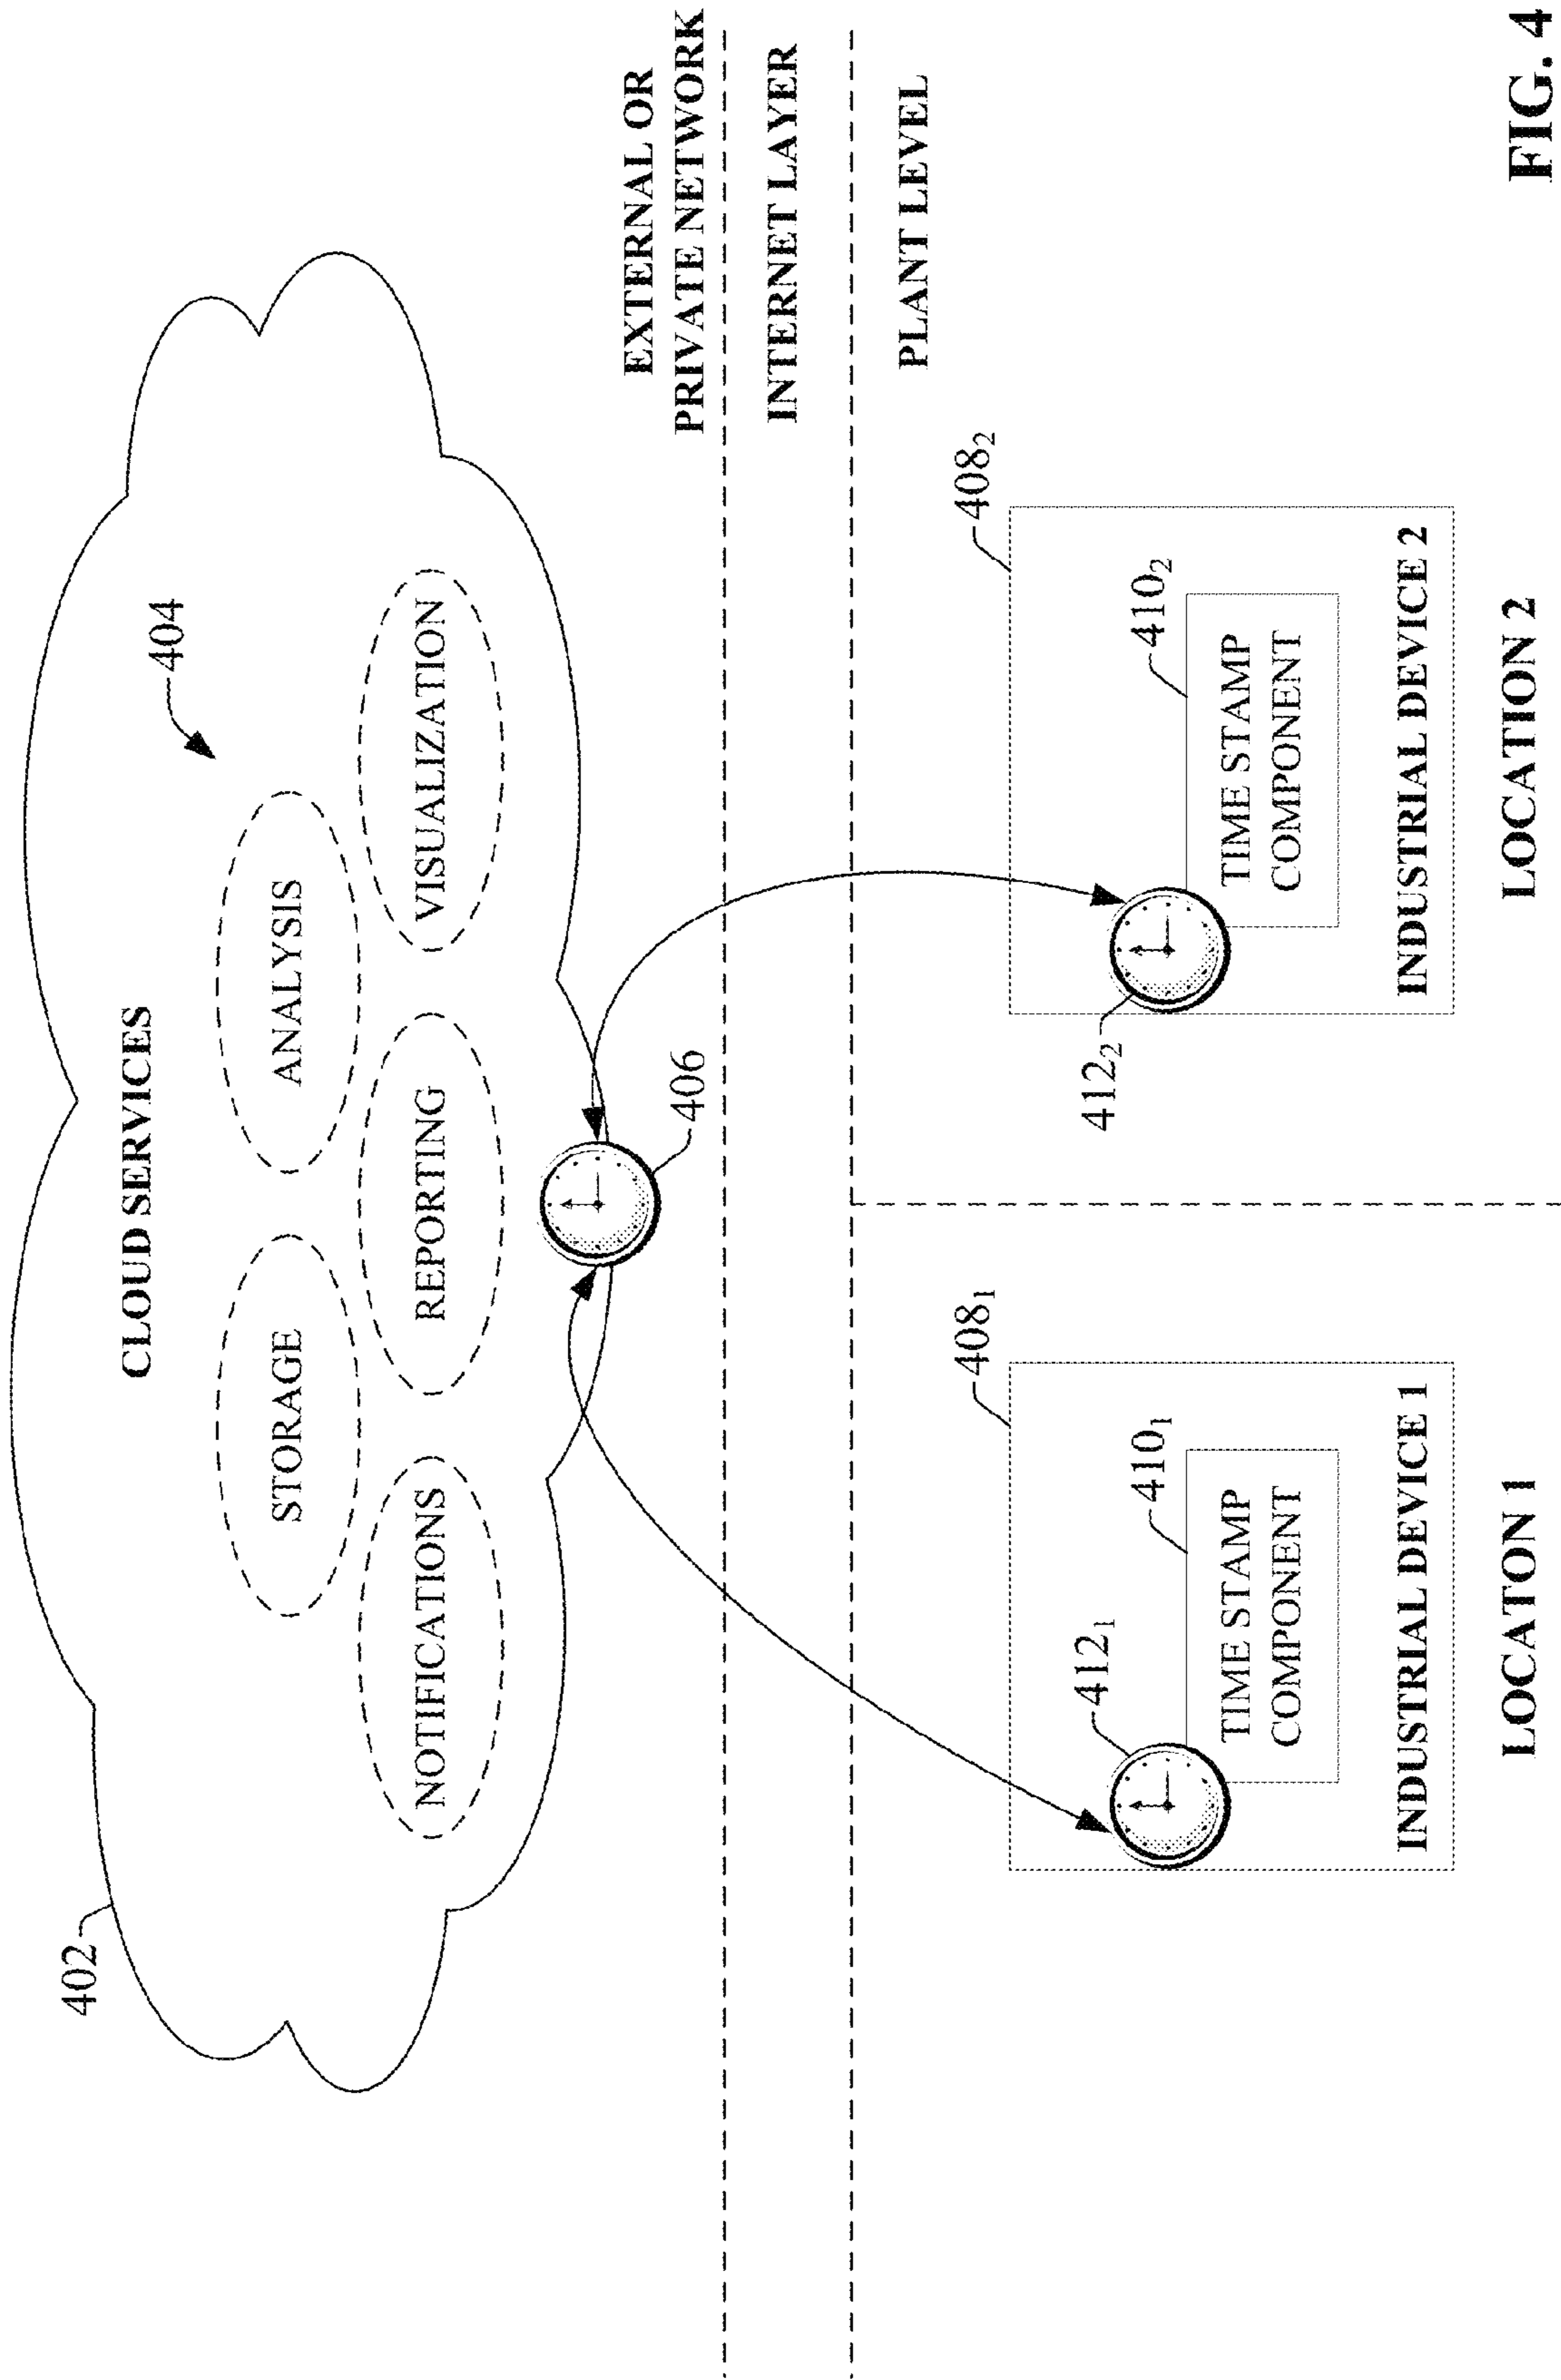 402
CLOUD SERVICES
404
STORAGE
ANALYSIS
NOTIFICATIONS
REPORTING
VISUALIZATION
406
EXTERNAL OR
PRIVATE NETWORK
INTERNET LAYER
PLANT LEVEL
408₁
412₁
410₁
TIME STAMP
COMPONENT
INDUSTRIAL DEVICE 1
LOCATON 1
408₂
412₂
410₂
TIME STAMP
COMPONENT
INDUSTRIAL DEVICE 2
LOCATION 2
FIG. 4